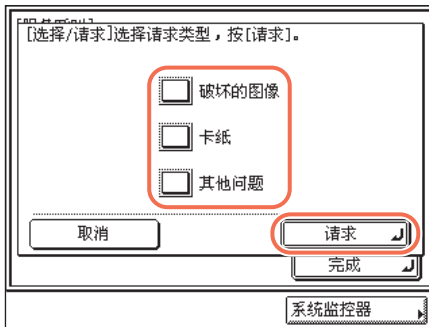 [选择/请求]选择请求类型，按[请求]。
破坏的图像
卡纸
其他问题
取消
请求
完成
系统监控器